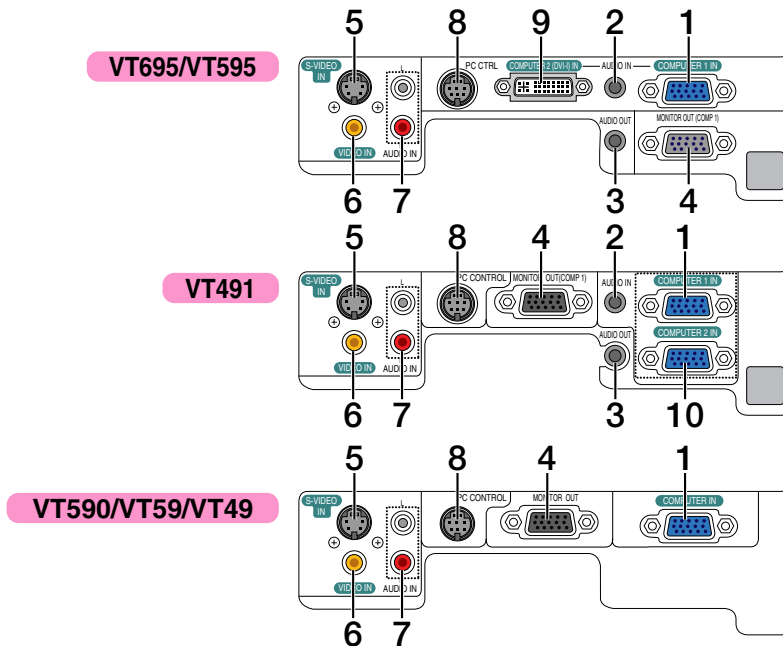 5 8 9 2 1
VT695/VT595
S-VIDEO IN L PC CTRL COMPUTER 2 (DVI-I) IN AUDIO IN COMPUTER 1 IN
AUDIO OUT MONITOR OUT (COMP 1)
VIDEO IN AUDIO IN
6 7 3 4
5 8 4 2 1
VT491
S-VIDEO IN L PC CONTROL MONITOR OUT(COMP 1) AUDIO IN COMPUTER 1 IN
AUDIO OUT COMPUTER 2 IN
VIDEO IN AUDIO IN
6 7 3 10
5 8 4 1
VT590/VT59/VT49
S-VIDEO IN L PC CONTROL MONITOR OUT COMPUTER IN
VIDEO IN AUDIO IN
6 7